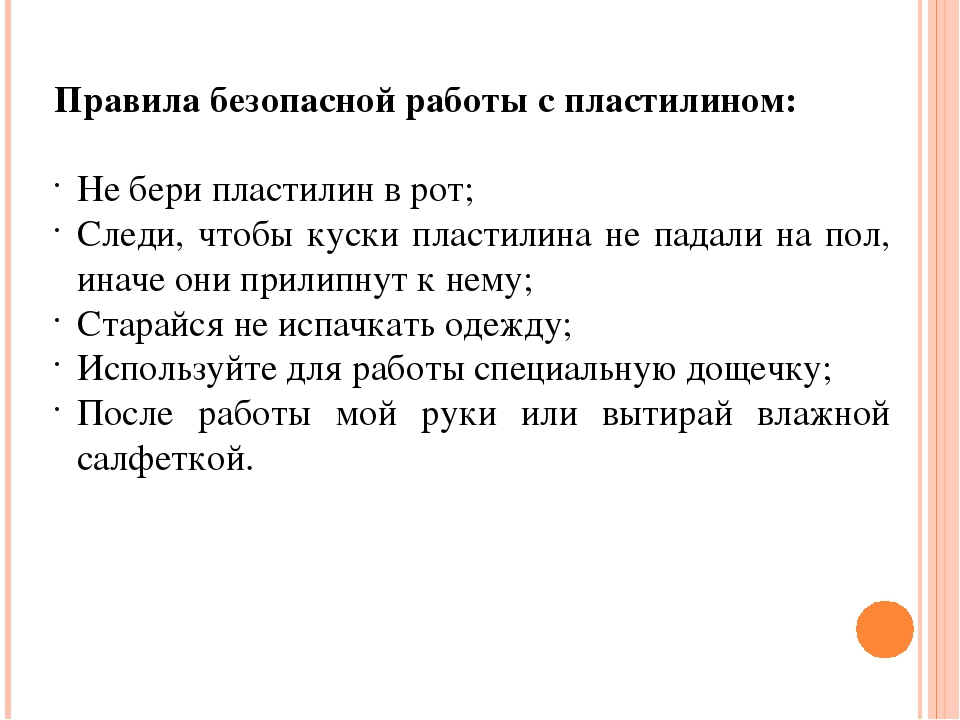 Правила безопасной работы с пластилином:
· Не бери пластилин в рот;
· Следи, чтобы куски пластилина не падали на пол,
иначе они прилипнут к нему;
· Старайся не испачкать одежду;
· Используйте для работы специальную дощечку;
· После работы мой руки или вытирай влажной
салфеткой.